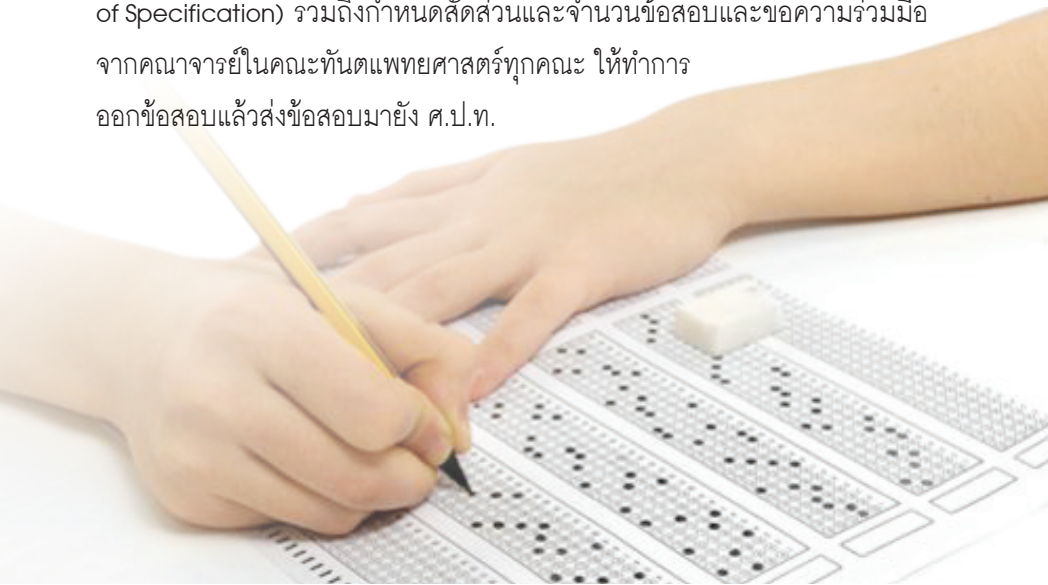 of Specification) รวมถึงกำหนดสัดส่วนและจำนวนข้อสอบและขอความร่วมมือ
จากคณาจารย์ในคณะทันตแพทยศาสตร์ทุกคณะ ให้ทำการ
ออกข้อสอบแล้วส่งข้อสอบมายัง ศ.ป.ท.